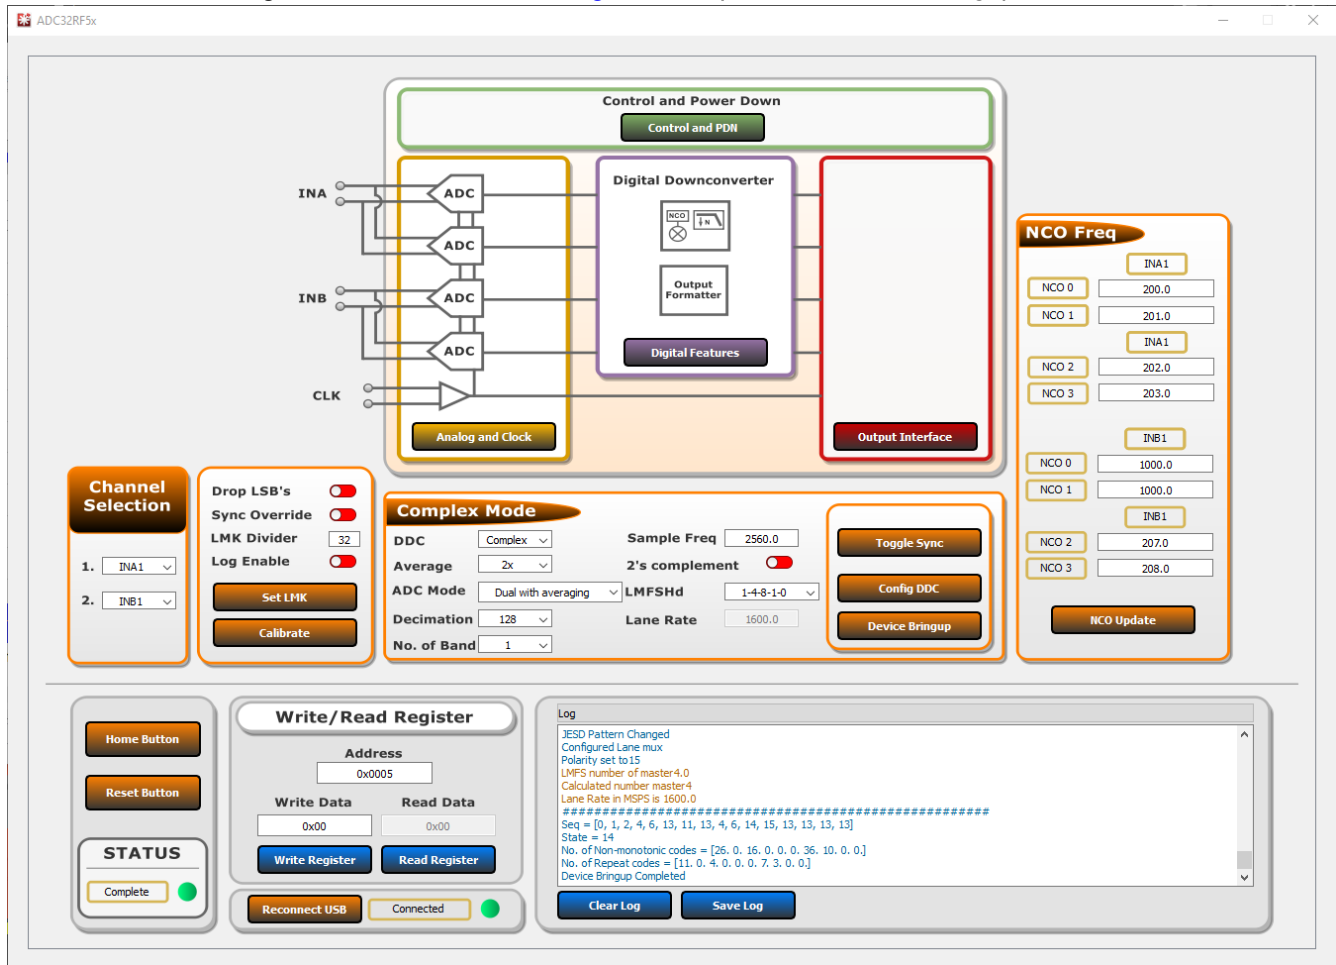 ADC32RF5x
Control and Power Down
Control and PDN
INA
INB
CLK
ADC
ADC
ADC
ADC
Analog and Clock
Digital Downconverter
NCO
N
Output
Formatter
Digital Features
Output Interface
NCO Freq
INA1
NCO 0 200.0
NCO 1 201.0
INA1
NCO 2 202.0
NCO 3 203.0
INB1
NCO 0 1000.0
NCO 1 1000.0
INB1
NCO 2 207.0
NCO 3 208.0
NCO Update
Channel
Selection
1. INA1
2. INB1
Drop LSB's
Sync Override
LMK Divider 32
Log Enable
Set LMK
Calibrate
Complex Mode
DDC Complex
Average 2x
ADC Mode Dual with averaging
Decimation 128
No. of Band 1
Sample Freq 2560.0
2's complement
LMFSHd 1-4-8-1-0
Lane Rate 1600.0
Toggle Sync
Config DDC
Device Bringup
Home Button
Reset Button
STATUS
Complete
Write/Read Register
Address
0x0005
Write Data Read Data
0x00 0x00
Write Register Read Register
Reconnect USB Connected
Log
JESD Pattern Changed
Configured Lane mux
Polarity set to15
LMFS number of master4.0
Calculated number master4
Lane Rate in MSPS is 1600.0
######################################################
Seq = [0, 1, 2, 4, 6, 13, 11, 13, 4, 6, 14, 15, 13, 13, 13, 13]
State = 14
No. of Non-monotonic codes = [26. 0. 16. 0. 0. 0. 36. 10. 0. 0.]
No. of Repeat codes = [11. 0. 4. 0. 0. 0. 7. 3. 0. 0.]
Device Bringup Completed
Clear Log Save Log